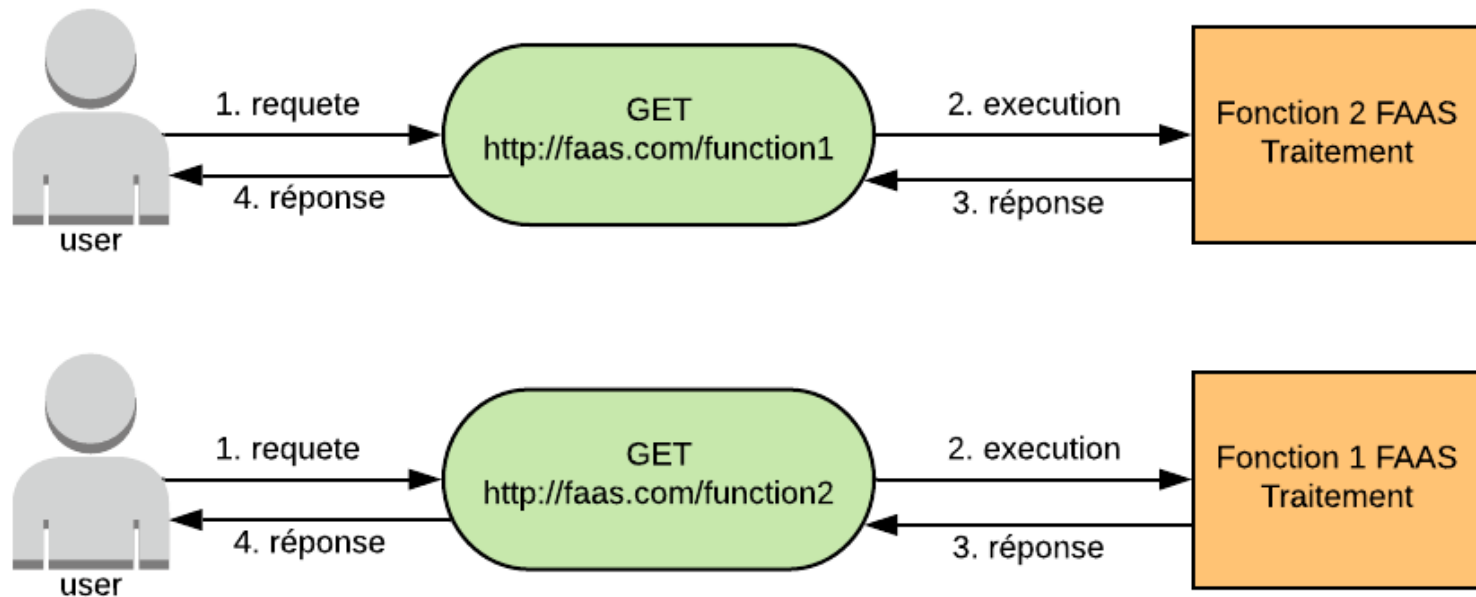 1. requete
GET
http://faas.com/function1
2. execution
Fonction 2 FAAS
Traitement
4. réponse
3. réponse
user
1. requete
GET
http://faas.com/function2
2. execution
Fonction 1 FAAS
Traitement
4. réponse
3. réponse
user